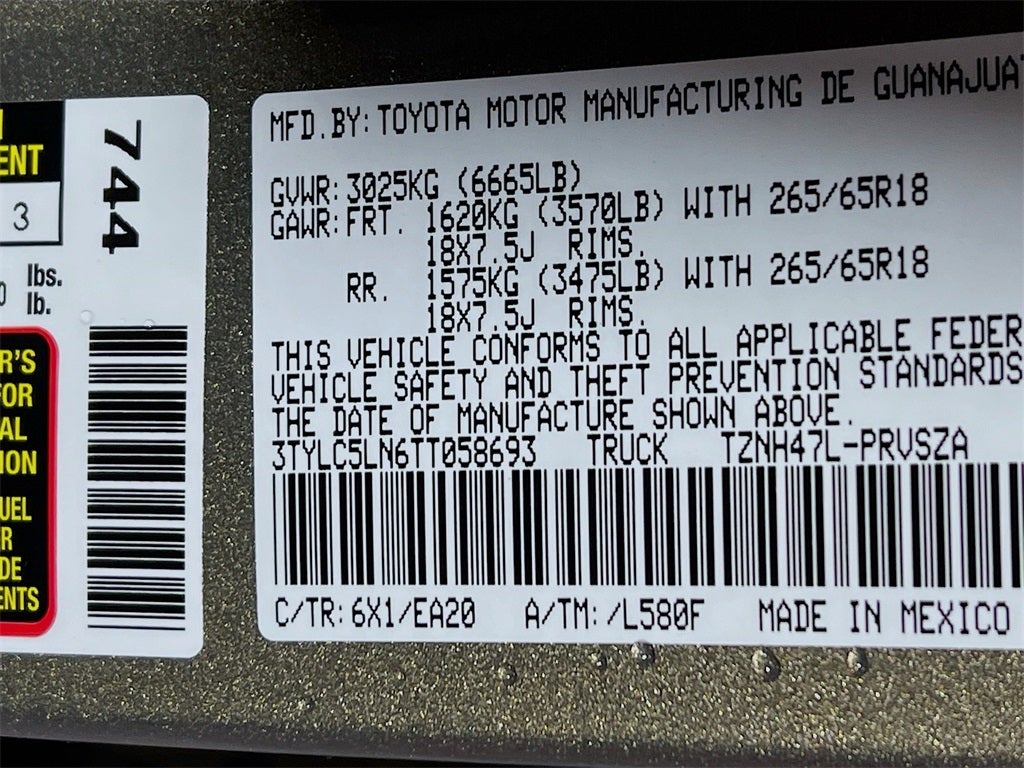 ENT
3
744
lbs.
lb.
R'S
FOR
AL
ION
UEL
R
DE
ENTS
MFD.BY: TOYOTA MOTOR MANUFACTURING DE GUANAJUA
GVWR: 3025KG (6665LB)
GAWR: FRT. 1620KG (3570LB) WITH 265/65R18
18X7.5J RIMS.
RR. 1575KG (3475LB) WITH 265/65R18
18X7.5J RIMS.
THIS VEHICLE CONFORMS TO ALL APPLICABLE FEDER
VEHICLE SAFETY AND THEFT PREVENTION STANDARDS
THE DATE OF MANUFACTURE SHOWN ABOVE.
3TYLC5LN6TT058693 TRUCK TZNH47L-PRVSZA
C/TR: 6X1/EA20 A/TM: /L580F MADE IN MEXICO